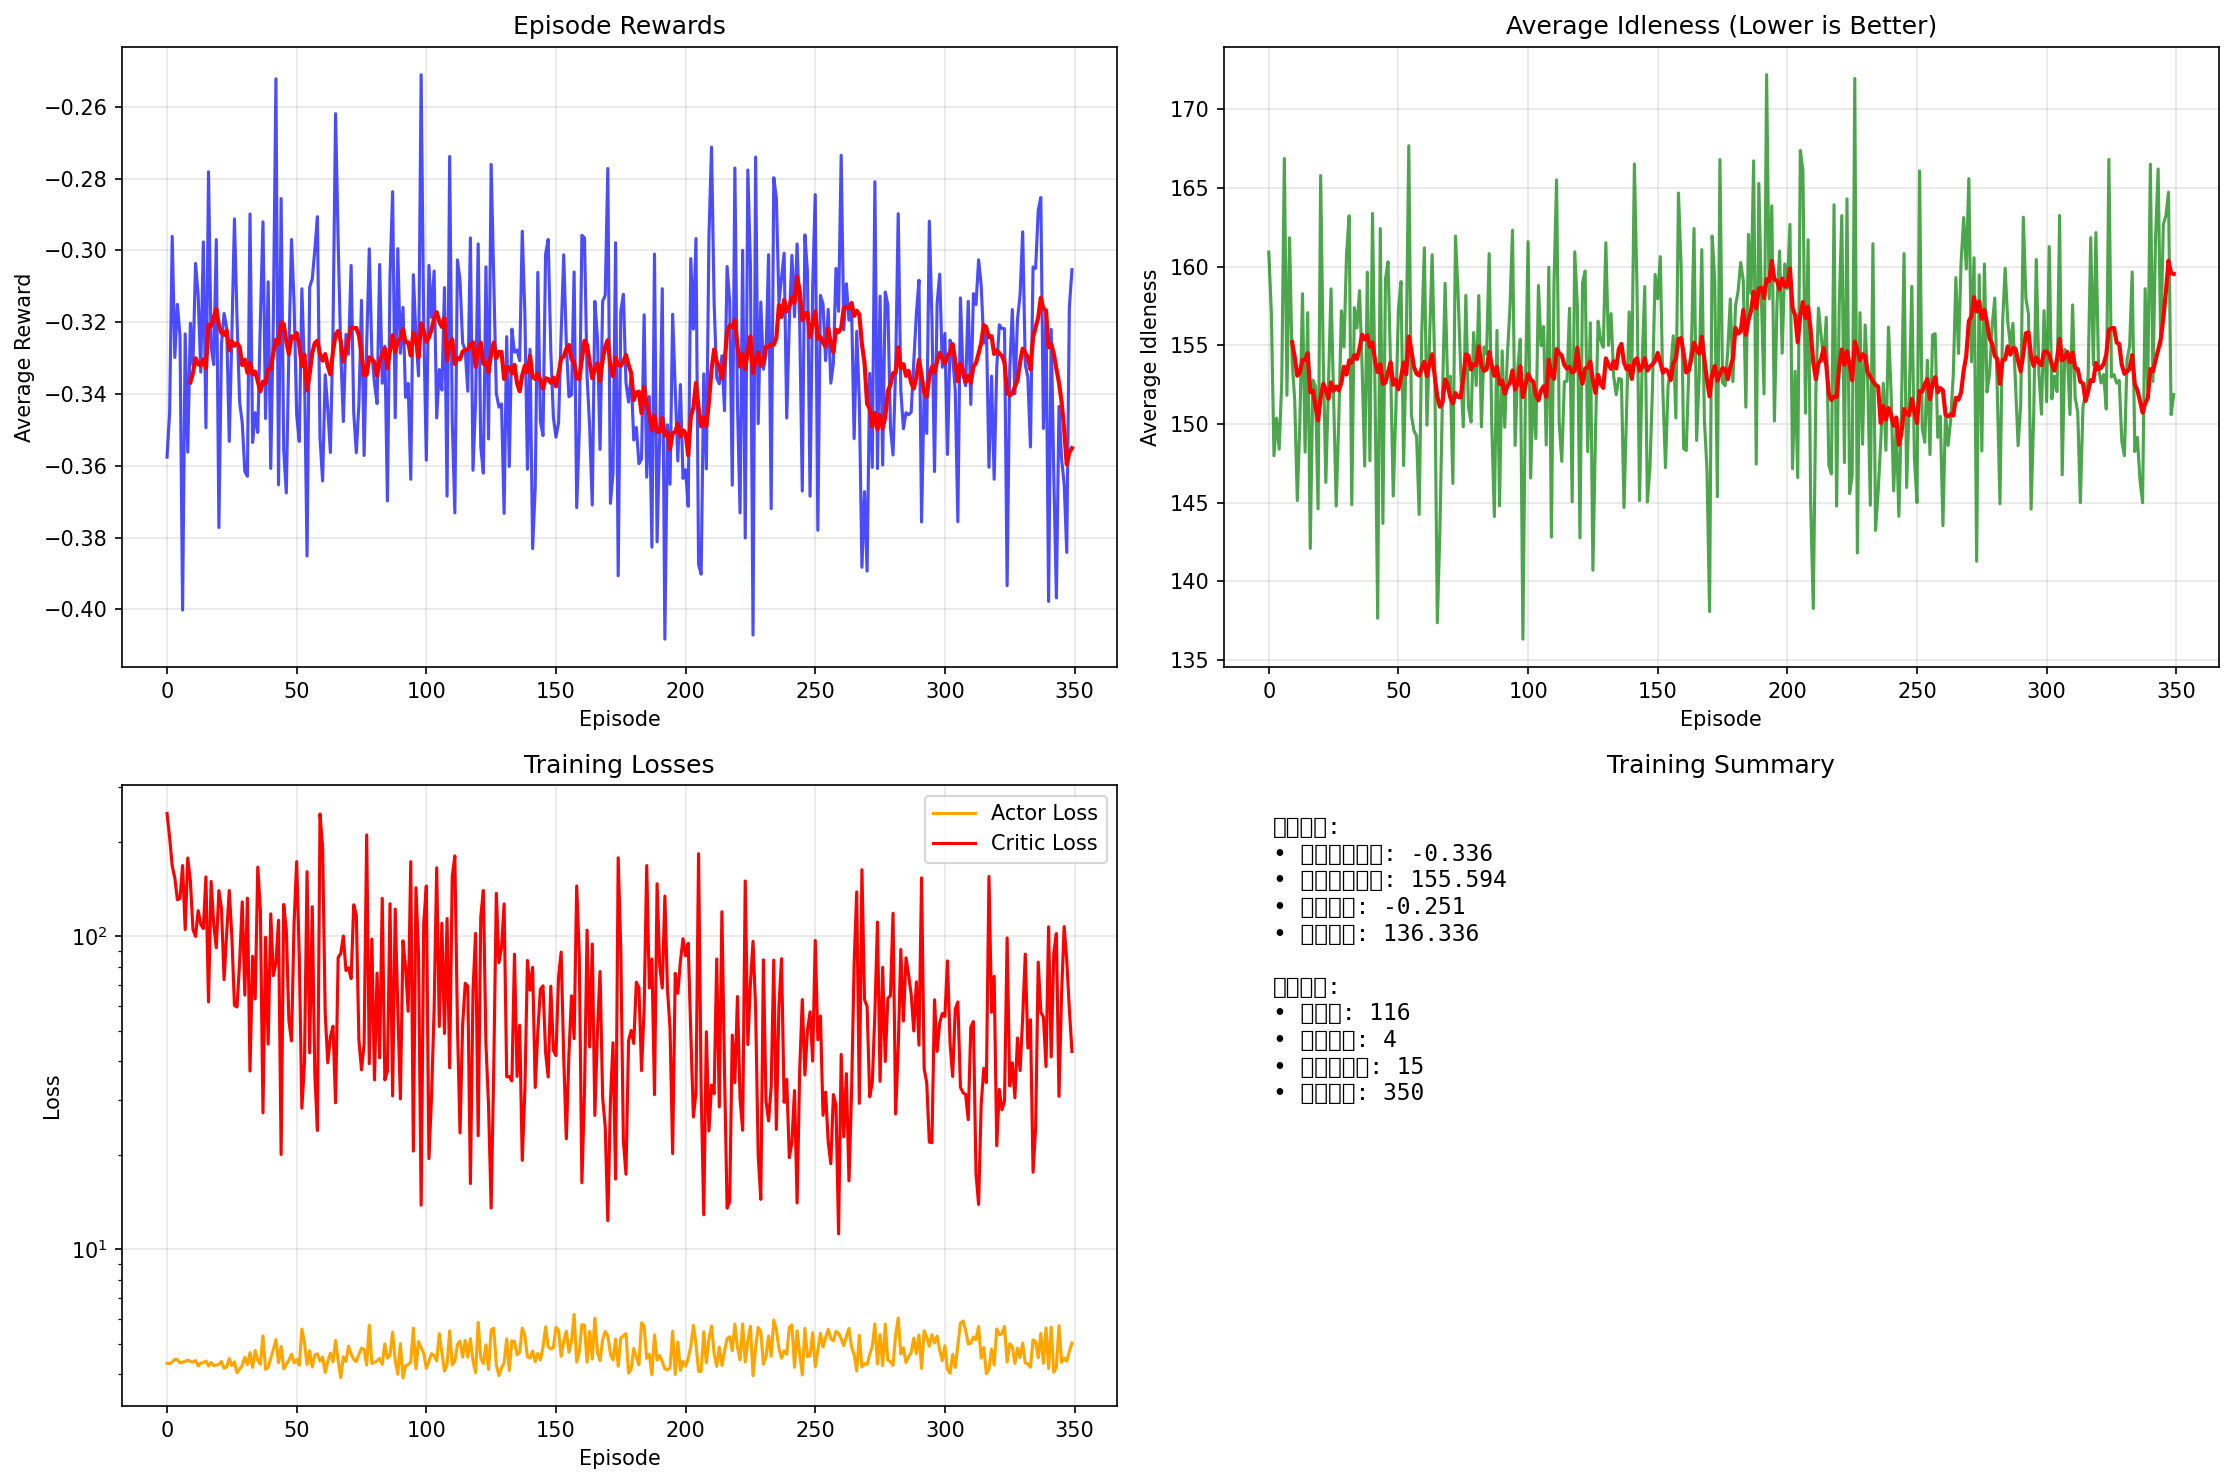 Episode Rewards
Average Reward
−0.26
−0.28
−0.30
−0.32
−0.34
−0.36
−0.38
−0.40
0 50 100 150 200 250 300 350
Episode
Average Idleness (Lower is Better)
Average Idleness
170
165
160
155
150
145
140
135
0 50 100 150 200 250 300 350
Episode
Training Losses
Loss
10²
10¹
Actor Loss
Critic Loss
0 50 100 150 200 250 300 350
Episode
Training Summary
:
• : -0.336
• : 155.594
• : -0.251
• : 136.336
:
• : 116
• : 4
• : 15
• : 350